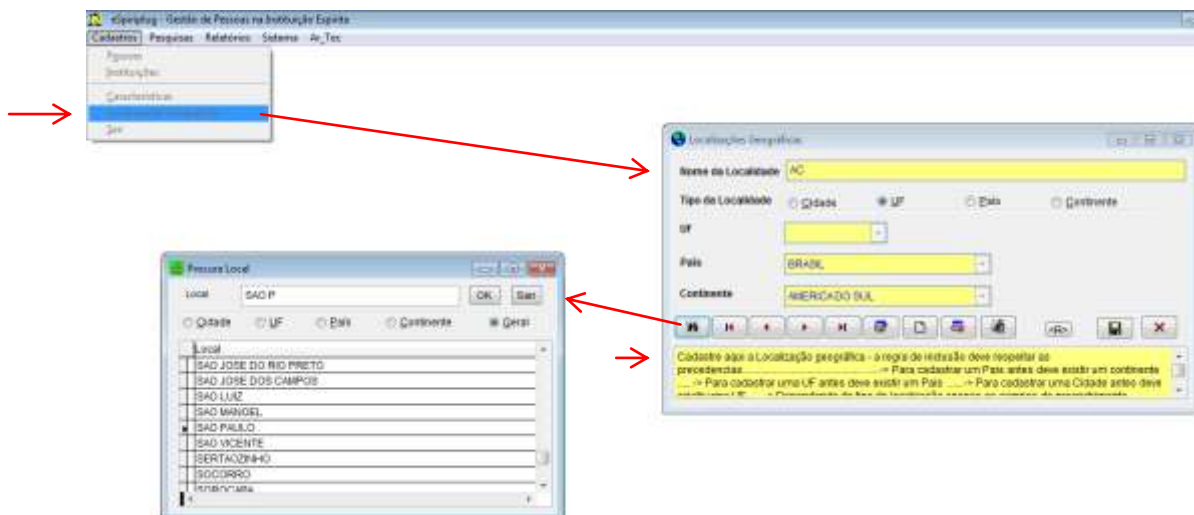 eSpiriplug - Gestão de Pessoas na Instituição Espírita
Cadastros Pesquisas Relatórios Sistema Ar_Tec
Pessoas
Instituições
Características
Sair
Localizações Geográficas
Nome da Localidade AC
Tipo da Localidade Cidade UF País Continente
UF
País BRASIL
Continente AMERICA DO SUL
<R>
Cadastre aqui a Localização geográfica - a regra de inclusão deve respeitar as
precedencias..............................................-> Para cadastrar um País antes deve existir um continente
.....-> Para cadastrar uma UF antes deve existir um País .....-> Para cadastrar uma Cidade antes deve
Procura Local
Local SAO P OK Sair
Cidade UF País Continente Geral
Local
SAO JOSE DO RIO PRETO
SAO JOSE DOS CAMPOS
SAO LUIZ
SAO MANOEL
SAO PAULO
SAO VICENTE
SERTAOZINHO
SOCORRO
SOROCABA